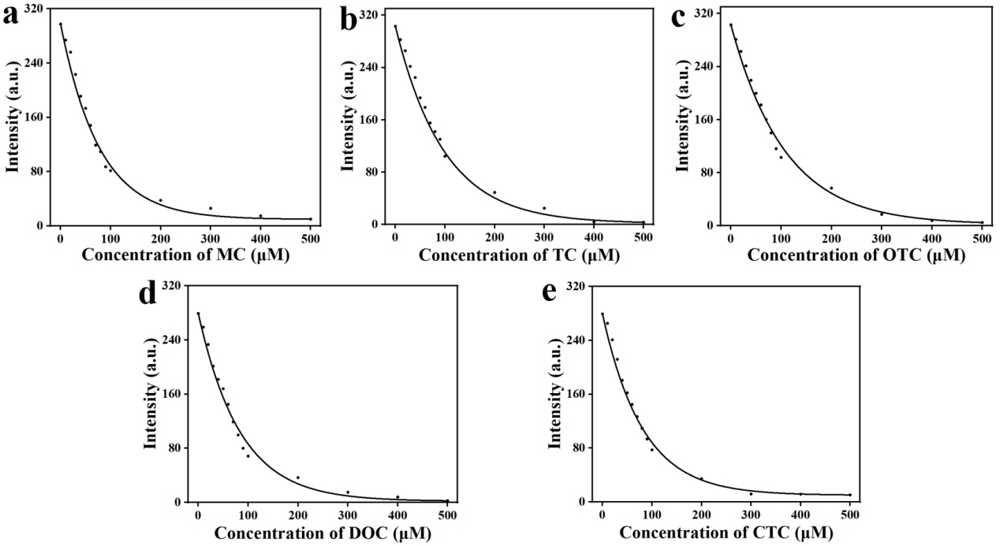 a
320
240
160
80
0
Intensity (a.u.)
0 100 200 300 400 500
Concentration of MC (μM)
b
320
240
160
80
0
Intensity (a.u.)
0 100 200 300 400 500
Concentration of TC (μM)
c
320
240
160
80
0
Intensity (a.u.)
0 100 200 300 400 500
Concentration of OTC (μM)
d
320
240
160
80
0
Intensity (a.u.)
0 100 200 300 400 500
Concentration of DOC (μM)
e
320
240
160
80
0
Intensity (a.u.)
0 100 200 300 400 500
Concentration of CTC (μM)